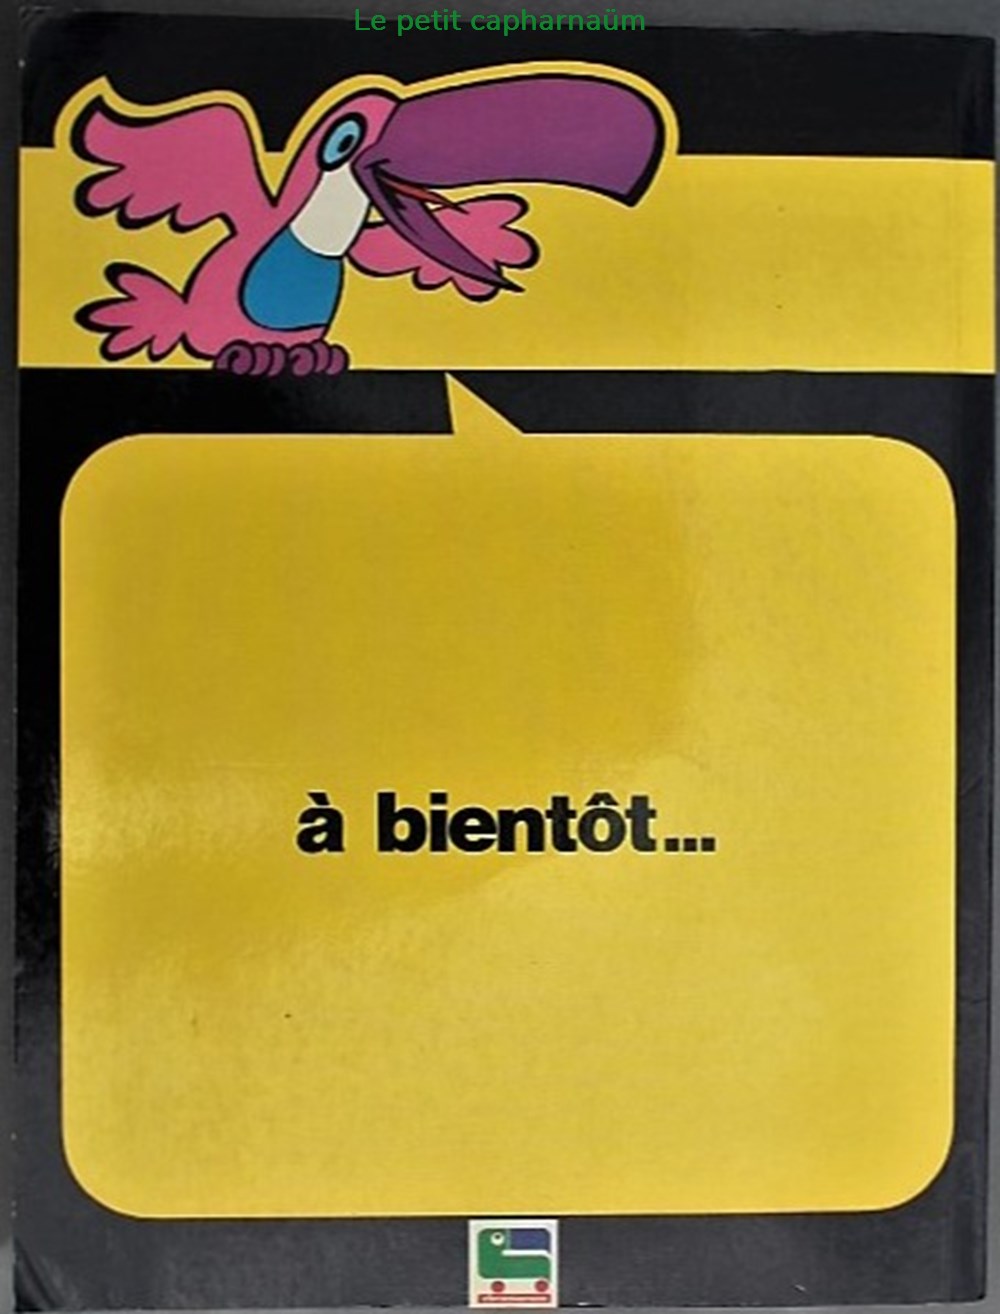 Le petit capharnaüm
à bientôt...